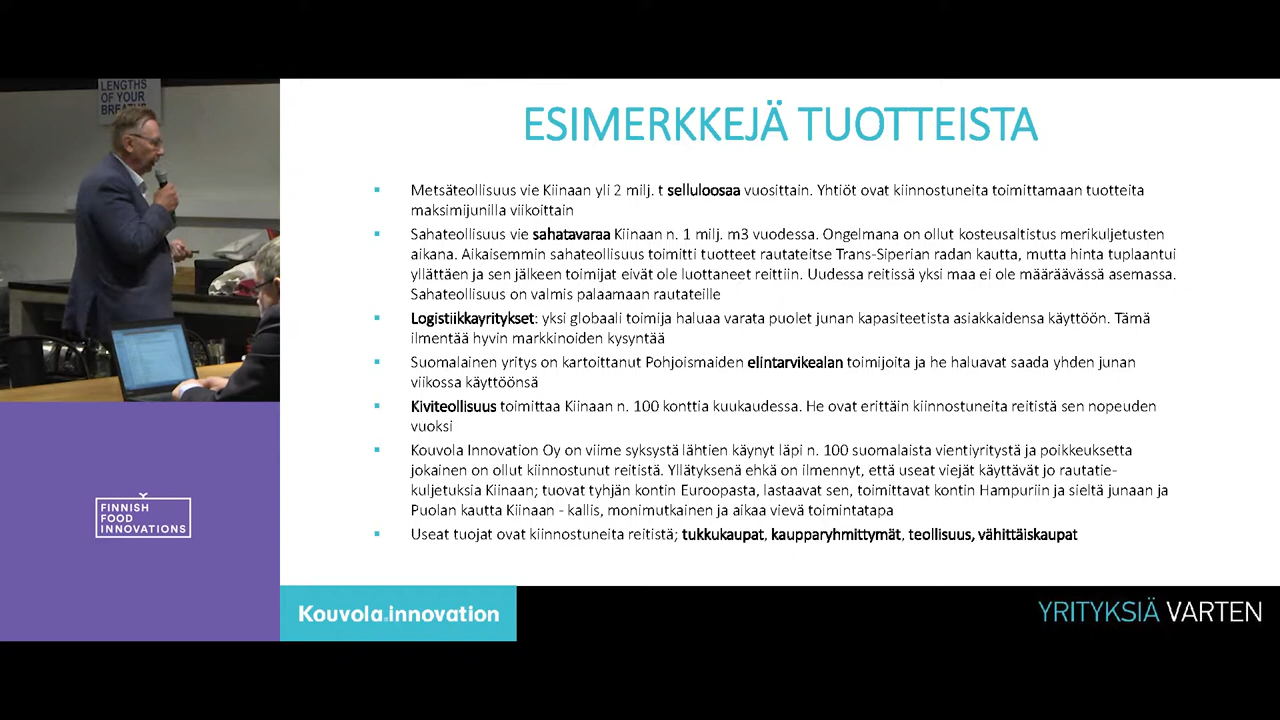 LENGTHS
OF YOUR
ESIMERKKEJÄ TUOTTEISTA
Metsäteollisuus vie Kiinaan yli 2 milj. t selluloosaa vuosittain. Yhtiöt ovat kiinnostuneita toimittamaan tuotteita
maksimijunilla viikoittain
Sahateollisuus vie sahatavaraa Kiinaan n. 1 milj. m3 vuodessa. Ongelmana on ollut kosteusaltistus merikuljetusten
aikana. Aikaisemmin sahateollisuus toimitti tuotteet rautateitse Trans-Siperian radan kautta, mutta hinta tuplaantui
yllättäen ja sen jälkeen toimijat eivät ole luottaneet reittiin. Uudessa reitissä yksi maa ei ole määräävässä asemassa.
Sahateollisuus on valmis palaamaan rautateille
Logistiikkayritykset: yksi globaali toimija haluaa varata puolet junan kapasiteetista asiakkaidensa käyttöön. Tämä
ilmentää hyvin markkinoiden kysyntää
Suomalainen yritys on kartoittanut Pohjoismaiden elintarvikealan toimijoita ja he haluavat saada yhden junan
viikossa käyttöönsä
Kiviteollisuus toimittaa Kiinaan n. 100 konttia kuukaudessa. He ovat erittäin kiinnostuneita reitistä sen nopeuden
vuoksi
Kouvola Innovation Oy on viime syksystä lähtien käynyt läpi n. 100 suomalaista vientiyritystä ja poikkeuksetta
jokainen on ollut kiinnostunut reitistä. Yllätyksenä ehkä on ilmennyt, että useat viejät käyttävät jo rautatie-
kuljetuksia Kiinaan; tuovat tyhjän kontin Euroopasta, lastaavat sen, toimittavat kontin Hampuriin ja sieltä junaan ja
Puolan kautta Kiinaan - kallis, monimutkainen ja aikaa vievä toimintatapa
Useat tuojat ovat kiinnostuneita reitistä; tukkukaupat, kaupparyhmittymät, teollisuus, vähittäiskaupat
FINNISH
FOOD
INNOVATIONS
Kouvola.innovation
YRITYKSIÄ VARTEN